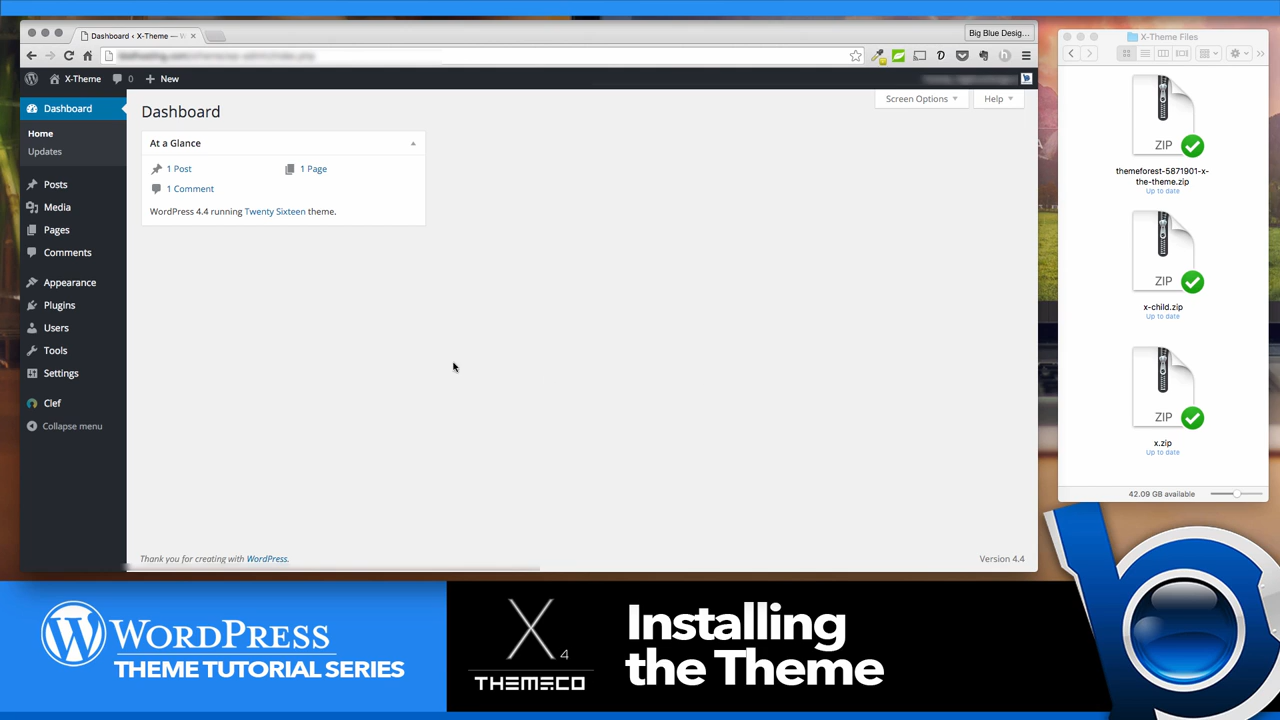 Dashboard ‹ X-Theme —
Big Blue Desig...
X-Theme
0
New
Dashboard
Home
Updates
Posts
Media
Pages
Comments
Appearance
Plugins
Users
Tools
Settings
Clef
Collapse menu
Screen Options
Help
Dashboard
At a Glance
1 Post
1 Page
1 Comment
WordPress 4.4 running Twenty Sixteen theme.
Thank you for creating with WordPress.
Version 4.4
X-Theme Files
ZIP
themeforest-5871901-x-
the-theme.zip
Up to date
ZIP
x-child.zip
Up to date
ZIP
x.zip
Up to date
42.09 GB available
WORDPRESS
THEME TUTORIAL SERIES
X
4
THEME.CO
Installing
the Theme